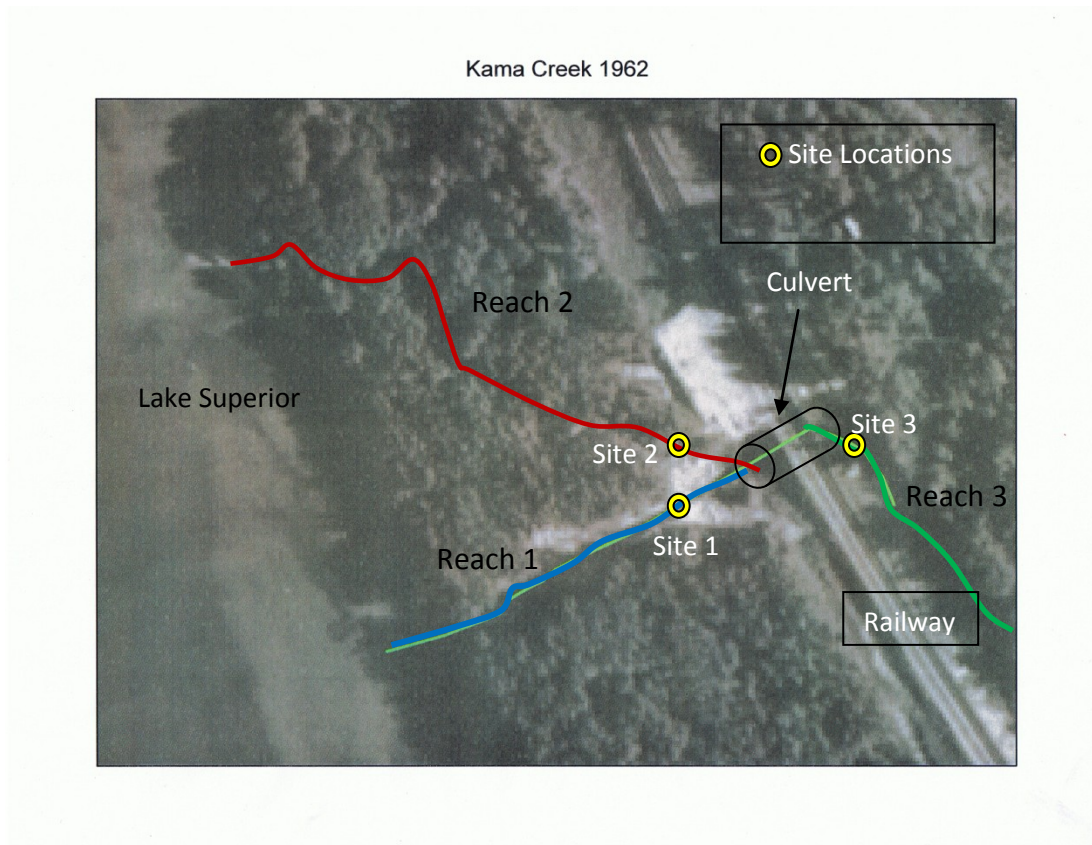 Kama Creek 1962
Site Locations
Culvert
Reach 2
Lake Superior
Site 3
Site 2
Reach 3
Site 1
Reach 1
Railway